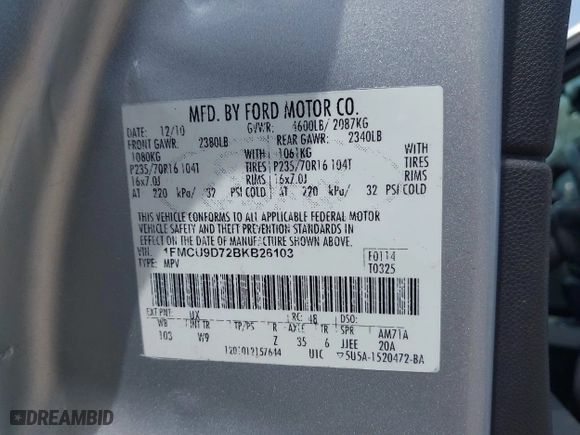 MFD. BY FORD MOTOR CO.
DATE: 12/10 GVWR: 4600LB/ 2087KG
FRONT GAWR: 2380LB REAR GAWR: 2340LB
1080KG WITH 1061KG WITH
P235/70R16 104T TIRES P235/70R16 104T TIRES
16x7.0J RIMS 16x7.0J RIMS
AT 220 kPa/ 32 PSI COLD AT 220 kPa/ 32 PSI COLD
THIS VEHICLE CONFORMS TO ALL APPLICABLE FEDERAL MOTOR
VEHICLE SAFETY AND THEFT PREVENTION STANDARDS IN
EFFECT ON THE DATE OF MANUFACTURE SHOWN ABOVE.
VIN: 1FMCU9D72BKB26103 F0114
TYPE: MPV T0325
EXT PNT: UX RC: 48 DSO:
WB INT TR TP/PS R AXLE TR SPR AM71A
103 W9 Z 35 6 JJEE 20A
1201012157644 UTC ▽5U5A-1520472-BA
DREAMBID